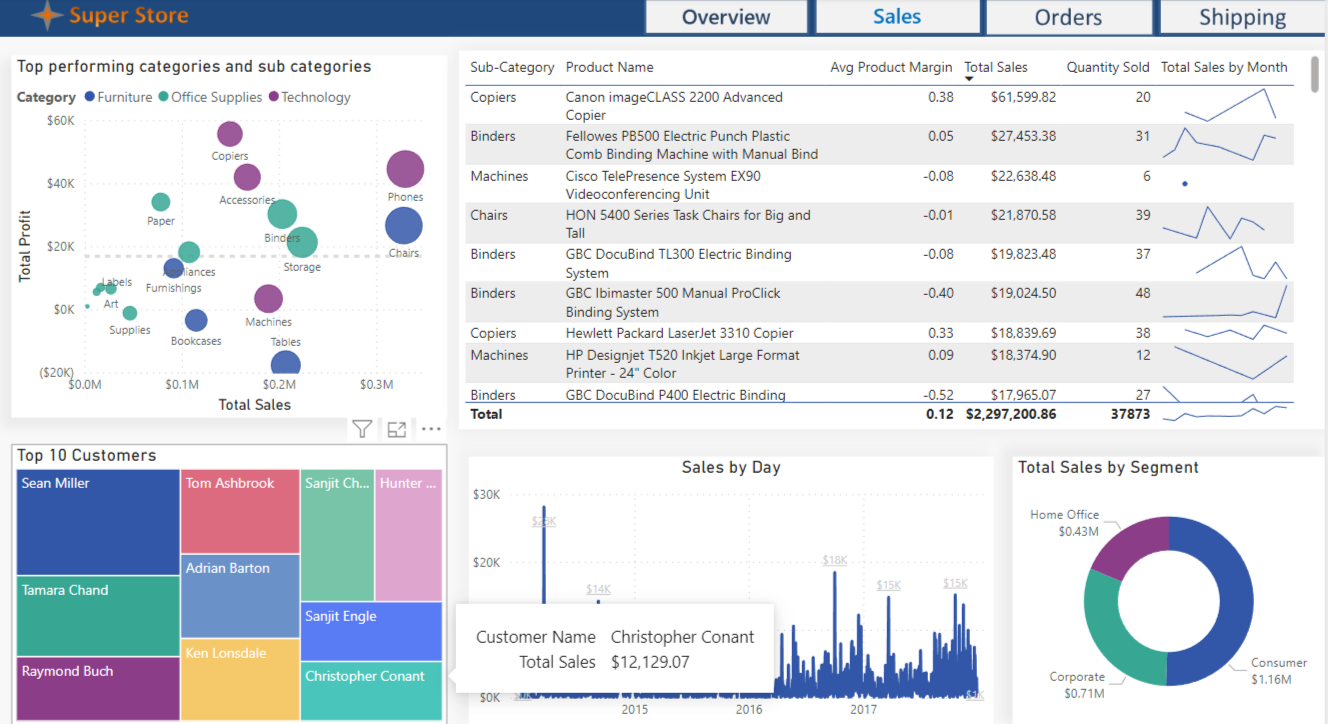 Super Store
Overview
Sales
Orders
Shipping
Top performing categories and sub categories
Category Furniture Office Supplies Technology
Total Profit
$60K
$40K
$20K
$0K
($20K)
Copiers
Accessories
Phones
Paper
Binders
Chairs
Storage
Appliances
Furnishings
Labels
Art
Supplies
Machines
Bookcases
Tables
$0.0M
$0.1M
$0.2M
$0.3M
Total Sales
Sub-Category Product Name Avg Product Margin Total Sales Quantity Sold Total Sales by Month
Copiers Canon imageCLASS 2200 Advanced 0.38 $61,599.82 20
Copier
Binders Fellowes PB500 Electric Punch Plastic 0.05 $27,453.38 31
Comb Binding Machine with Manual Bind
Machines Cisco TelePresence System EX90 -0.08 $22,638.48 6
Videoconferencing Unit
Chairs HON 5400 Series Task Chairs for Big and -0.01 $21,870.58 39
Tall
Binders GBC DocuBind TL300 Electric Binding -0.08 $19,823.48 37
System
Binders GBC Ibimaster 500 Manual ProClick -0.40 $19,024.50 48
Binding System
Copiers Hewlett Packard LaserJet 3310 Copier 0.33 $18,839.69 38
Machines HP Designjet T520 Inkjet Large Format 0.09 $18,374.90 12
Printer - 24" Color
Binders GBC DocuBind P400 Electric Binding -0.52 $17,965.07 27
Total 0.12 $2,297,200.86 37873
Top 10 Customers
Sean Miller
Tamara Chand
Raymond Buch
Tom Ashbrook
Adrian Barton
Ken Lonsdale
Sanjit Ch...
Hunter ...
Sanjit Engle
Christopher Conant
Sales by Day
$30K
$20K
$0K
$14K
$18K
$15K
$15K
Customer Name Christopher Conant
Total Sales $12,129.07
2015
2016
2017
Total Sales by Segment
Home Office
$0.43M
Corporate
$0.71M
Consumer
$1.16M